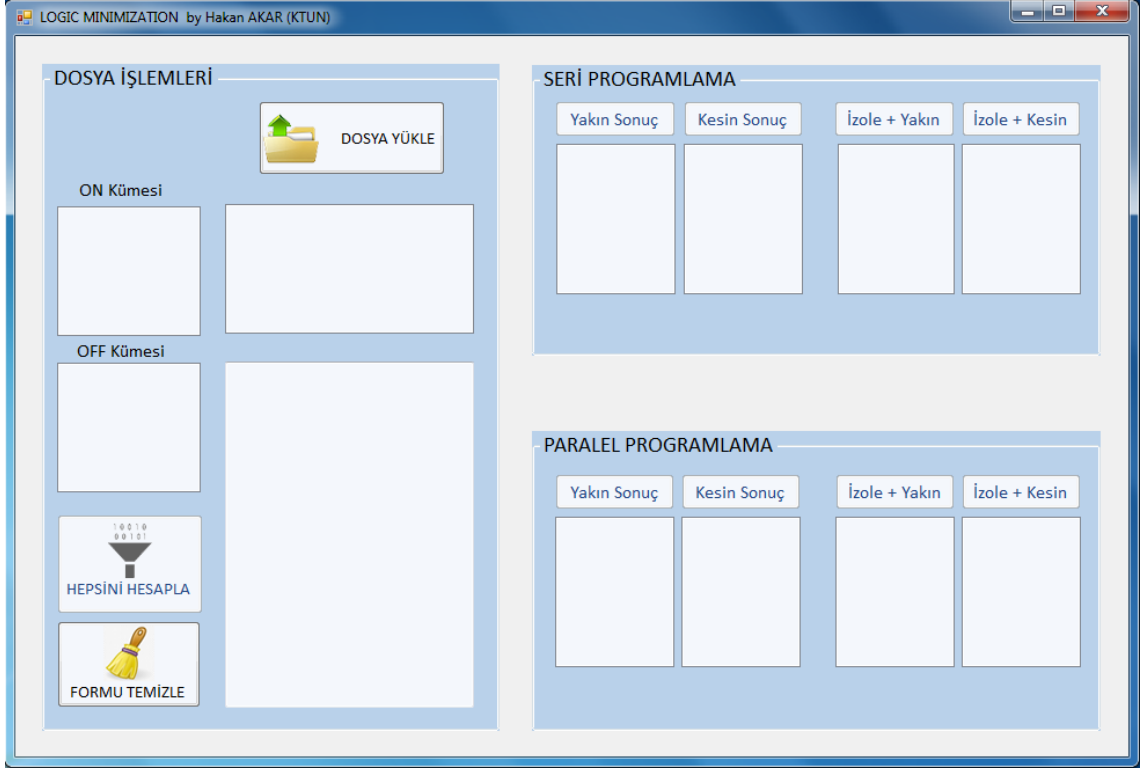 LOGIC MINIMIZATION by Hakan AKAR (KTUN)
DOSYA İŞLEMLERİ
DOSYA YÜKLE
ON Kümesi
OFF Kümesi
10010
00101
HEPSİNİ HESAPLA
FORMU TEMİZLE
SERİ PROGRAMLAMA
Yakın Sonuç Kesin Sonuç İzole + Yakın İzole + Kesin
PARALEL PROGRAMLAMA
Yakın Sonuç Kesin Sonuç İzole + Yakın İzole + Kesin